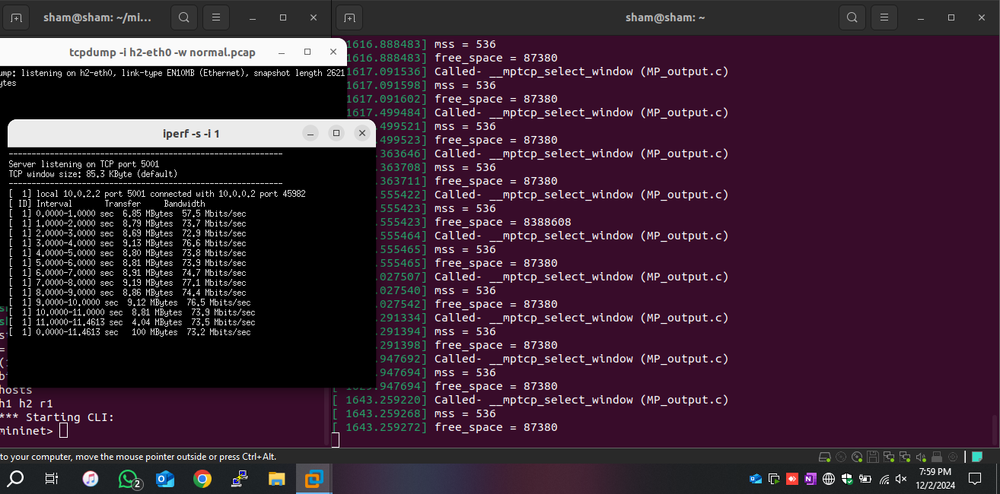 sham@sham: ~/mi...
tcpdump -i h2-eth0 -w normal.pcap
ump: listening on h2-eth0, link-type EN10MB (Ethernet), snapshot length 2621
ytes
iperf -s -i 1
------------------------------------------------------------
Server listening on TCP port 5001
TCP window size: 85.3 KByte (default)
------------------------------------------------------------
[  1] local 10.0.2.2 port 5001 connected with 10.0.0.2 port 45982
[ ID] Interval       Transfer     Bandwidth
[  1] 0.0000-1.0000 sec  6.85 MBytes  57.5 Mbits/sec
[  1] 1.0000-2.0000 sec  8.79 MBytes  73.7 Mbits/sec
[  1] 2.0000-3.0000 sec  8.69 MBytes  72.9 Mbits/sec
[  1] 3.0000-4.0000 sec  9.13 MBytes  76.6 Mbits/sec
[  1] 4.0000-5.0000 sec  8.80 MBytes  73.8 Mbits/sec
[  1] 5.0000-6.0000 sec  8.81 MBytes  73.9 Mbits/sec
[  1] 6.0000-7.0000 sec  8.91 MBytes  74.7 Mbits/sec
[  1] 7.0000-8.0000 sec  9.19 MBytes  77.1 Mbits/sec
[  1] 8.0000-9.0000 sec  8.86 MBytes  74.4 Mbits/sec
[  1] 9.0000-10.0000 sec  9.12 MBytes  76.5 Mbits/sec
[  1] 10.0000-11.0000 sec  8.81 MBytes  73.9 Mbits/sec
[  1] 11.0000-11.4613 sec  4.04 MBytes  73.5 Mbits/sec
[  1] 0.0000-11.4613 sec   100 MBytes  73.2 Mbits/sec
hosts
h1 h2 r1
*** Starting CLI:
mininet>
sham@sham: ~
1616.888483] mss = 536
1616.888483] free_space = 87380
1617.091536] Called- __mptcp_select_window (MP_output.c)
1617.091598] mss = 536
1617.091602] free_space = 87380
1617.499484] Called- __mptcp_select_window (MP_output.c)
.499521] mss = 536
.499523] free_space = 87380
.363646] Called- __mptcp_select_window (MP_output.c)
.363708] mss = 536
.363711] free_space = 87380
.555422] Called- __mptcp_select_window (MP_output.c)
.555423] mss = 536
.555423] free_space = 8388608
.555464] Called- __mptcp_select_window (MP_output.c)
.555465] mss = 536
.555465] free_space = 87380
.027507] Called- __mptcp_select_window (MP_output.c)
.027540] mss = 536
.027542] free_space = 87380
.291334] Called- __mptcp_select_window (MP_output.c)
.291394] mss = 536
.291398] free_space = 87380
.947692] Called- __mptcp_select_window (MP_output.c)
.947694] mss = 536
.947694] free_space = 87380
[ 1643.259220] Called- __mptcp_select_window (MP_output.c)
[ 1643.259268] mss = 536
[ 1643.259272] free_space = 87380
to your computer, move the mouse pointer outside or press Ctrl+Alt.
2
7:59 PM
12/2/2024